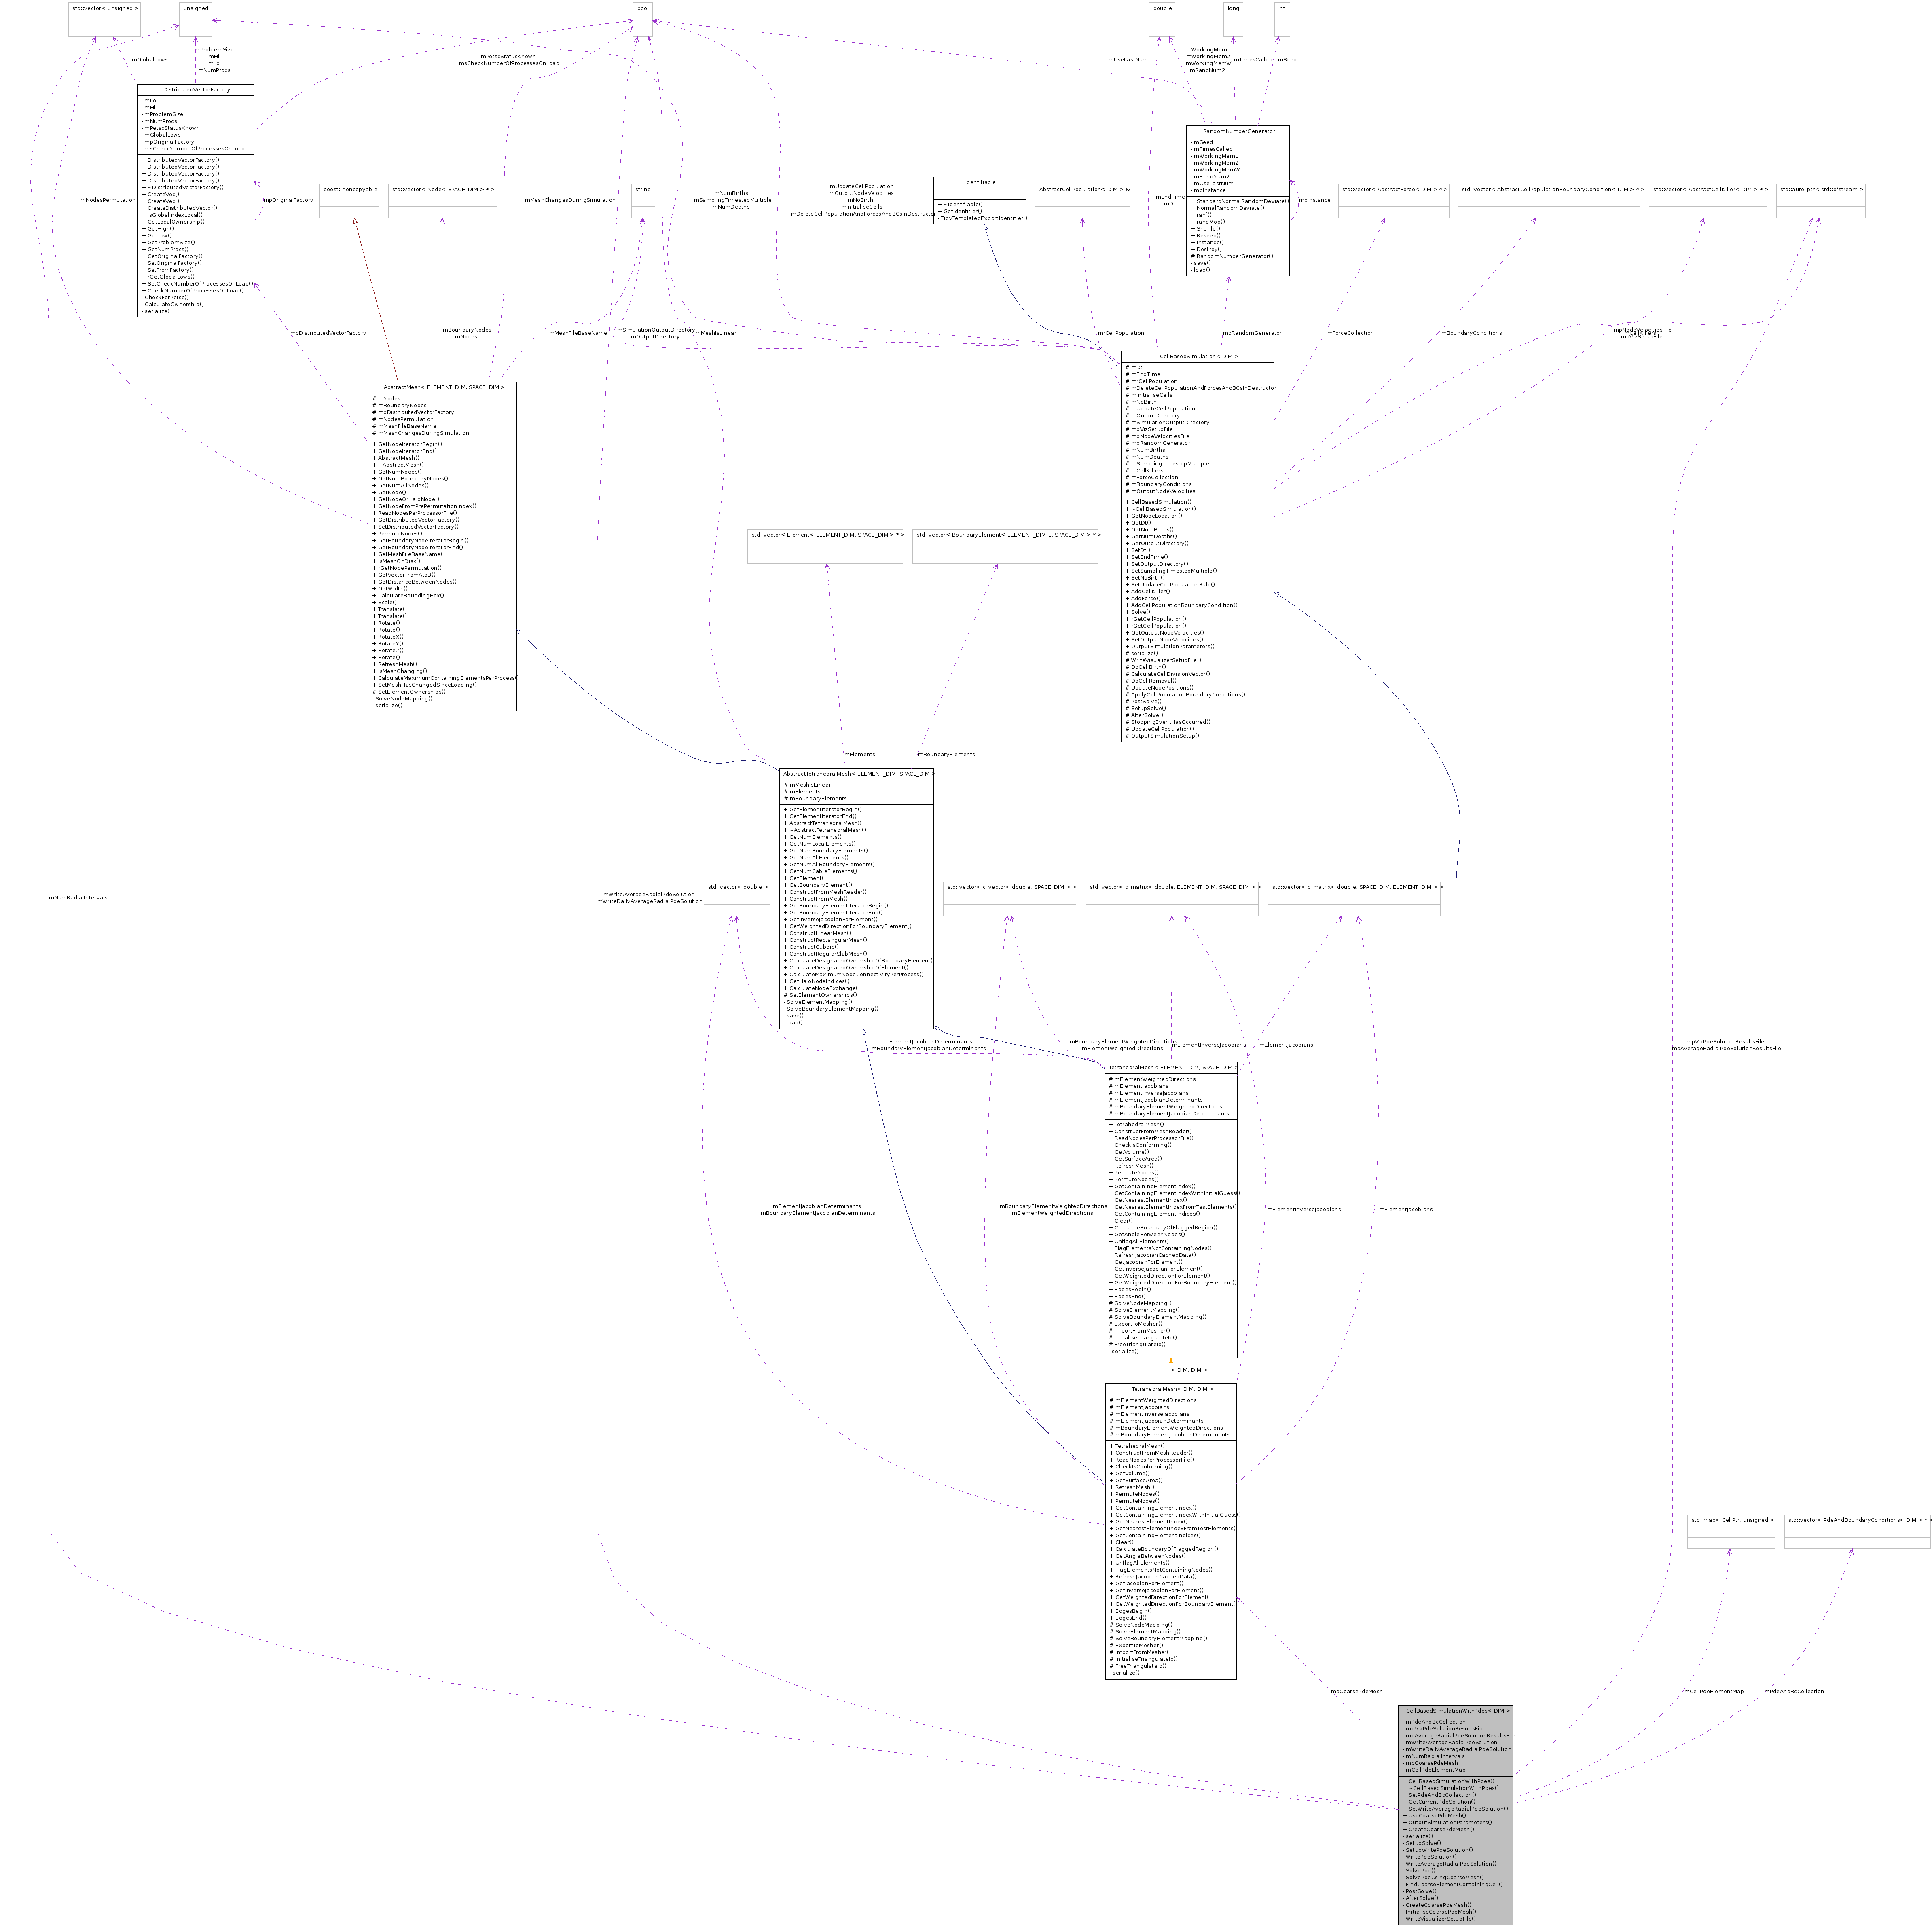 std::vector< unsigned >
unsigned
bool
double
long
int
mGlobalLows
mProblemSize
mHi
mLo
mNumProcs
mPetscStatusKnown
msCheckNumberOfProcessesOnLoad
mUseLastNum
mWorkingMem1
mWorkingMem2
mWorkingMemW
mRandNum2
mTimesCalled
mSeed
DistributedVectorFactory
- mLo
- mHi
- mProblemSize
- mNumProcs
- mPetscStatusKnown
- mGlobalLows
- mpOriginalFactory
- msCheckNumberOfProcessesOnLoad
+ DistributedVectorFactory()
+ DistributedVectorFactory()
+ DistributedVectorFactory()
+ DistributedVectorFactory()
+ ~DistributedVectorFactory()
+ CreateVec()
+ CreateVec()
+ CreateDistributedVector()
+ IsGlobalIndexLocal()
+ GetLocalOwnership()
+ GetHigh()
+ GetLow()
+ GetProblemSize()
+ GetNumProcs()
+ GetOriginalFactory()
+ SetOriginalFactory()
+ SetFromFactory()
+ rGetGlobalLows()
+ SetCheckNumberOfProcessesOnLoad()
+ CheckNumberOfProcessesOnLoad()
- CheckForPetsc()
- CalculateOwnership()
- serialize()
RandomNumberGenerator
- mSeed
- mTimesCalled
- mWorkingMem1
- mWorkingMem2
- mWorkingMemW
- mRandNum2
- mUseLastNum
- mpInstance
+ StandardNormalRandomDeviate()
+ NormalRandomDeviate()
+ ranf()
+ randMod()
+ Shuffle()
+ Reseed()
+ Instance()
+ Destroy()
# RandomNumberGenerator()
- save()
- load()
mNodesPermutation
mpOriginalFactory
boost::noncopyable
std::vector< Node< SPACE_DIM > * >
mMeshChangesDuringSimulation
string
mNumBirths
mSamplingTimestepMultiple
mNumDeaths
mUpdateCellPopulation
mOutputNodeVelocities
mNoBirth
mInitialiseCells
mDeleteCellPopulationAndForcesAndBCsInDestructor
Identifiable
+ ~Identifiable()
+ GetIdentifier()
- TidyTemplatedExportIdentifier()
AbstractCellPopulation< DIM > &
mEndTime
mDt
mpInstance
std::vector< AbstractForce< DIM > * >
std::vector< AbstractCellPopulationBoundaryCondition< DIM > * >
std::vector< AbstractCellKiller< DIM > * >
std::auto_ptr< std::ofstream >
mpDistributedVectorFactory
mBoundaryNodes
mNodes
mMeshFileBaseName
mSimulationOutputDirectory
mOutputDirectory
mMeshIsLinear
mrCellPopulation
mpRandomGenerator
mForceCollection
mBoundaryConditions
mpNodeVelocitiesFile
mpVizSetupFile
AbstractMesh< ELEMENT_DIM, SPACE_DIM >
# mNodes
# mBoundaryNodes
# mpDistributedVectorFactory
# mNodesPermutation
# mMeshFileBaseName
# mMeshChangesDuringSimulation
+ GetNodeIteratorBegin()
+ GetNodeIteratorEnd()
+ AbstractMesh()
+ ~AbstractMesh()
+ GetNumNodes()
+ GetNumBoundaryNodes()
+ GetNumAllNodes()
+ GetNode()
+ GetNodeOrHaloNode()
+ GetNodeFromPrePermutationIndex()
+ ReadNodesPerProcessorFile()
+ GetDistributedVectorFactory()
+ SetDistributedVectorFactory()
+ PermuteNodes()
+ GetBoundaryNodeIteratorBegin()
+ GetBoundaryNodeIteratorEnd()
+ GetMeshFileBaseName()
+ IsMeshOnDisk()
+ rGetNodePermutation()
+ GetVectorFromAtoB()
+ GetDistanceBetweenNodes()
+ GetWidth()
+ CalculateBoundingBox()
+ Scale()
+ Translate()
+ Translate()
+ Rotate()
+ Rotate()
+ RotateX()
+ RotateY()
+ RotateZ()
+ Rotate()
+ RefreshMesh()
+ IsMeshChanging()
+ CalculateMaximumContainingElementsPerProcess()
+ SetMeshHasChangedSinceLoading()
# SetElementOwnerships()
- SolveNodeMapping()
- serialize()
CellBasedSimulation< DIM >
# mDt
# mEndTime
# mrCellPopulation
# mDeleteCellPopulationAndForcesAndBCsInDestructor
# mInitialiseCells
# mNoBirth
# mUpdateCellPopulation
# mOutputDirectory
# mSimulationOutputDirectory
# mpVizSetupFile
# mpNodeVelocitiesFile
# mpRandomGenerator
# mNumBirths
# mNumDeaths
# mSamplingTimestepMultiple
# mCellKillers
# mForceCollection
# mBoundaryConditions
# mOutputNodeVelocities
+ CellBasedSimulation()
+ ~CellBasedSimulation()
+ GetNodeLocation()
+ GetDt()
+ GetNumBirths()
+ GetNumDeaths()
+ GetOutputDirectory()
+ SetDt()
+ SetEndTime()
+ SetOutputDirectory()
+ SetSamplingTimestepMultiple()
+ SetNoBirth()
+ SetUpdateCellPopulationRule()
+ AddCellKiller()
+ AddForce()
+ AddCellPopulationBoundaryCondition()
+ Solve()
+ rGetCellPopulation()
+ rGetCellPopulation()
+ GetOutputNodeVelocities()
+ SetOutputNodeVelocities()
+ OutputSimulationParameters()
# serialize()
# WriteVisualizerSetupFile()
# DoCellBirth()
# CalculateCellDivisionVector()
# DoCellRemoval()
# UpdateNodePositions()
# ApplyCellPopulationBoundaryConditions()
# PostSolve()
# SetupSolve()
# AfterSolve()
# StoppingEventHasOccurred()
# UpdateCellPopulation()
# OutputSimulationSetup()
std::vector< Element< ELEMENT_DIM, SPACE_DIM > * >
std::vector< BoundaryElement< ELEMENT_DIM-1, SPACE_DIM > * >
mElements
mBoundaryElements
AbstractTetrahedralMesh< ELEMENT_DIM, SPACE_DIM >
# mMeshIsLinear
# mElements
# mBoundaryElements
+ GetElementIteratorBegin()
+ GetElementIteratorEnd()
+ AbstractTetrahedralMesh()
+ ~AbstractTetrahedralMesh()
+ GetNumElements()
+ GetNumLocalElements()
+ GetNumBoundaryElements()
+ GetNumAllElements()
+ GetNumAllBoundaryElements()
+ GetNumCableElements()
+ GetElement()
+ GetBoundaryElement()
+ ConstructFromMeshReader()
+ ConstructFromMesh()
+ GetBoundaryElementIteratorBegin()
+ GetBoundaryElementIteratorEnd()
+ GetInverseJacobianForElement()
+ GetWeightedDirectionForBoundaryElement()
+ ConstructLinearMesh()
+ ConstructRectangularMesh()
+ ConstructCuboid()
+ ConstructRegularSlabMesh()
+ CalculateDesignatedOwnershipOfBoundaryElement()
+ CalculateDesignatedOwnershipOfElement()
+ CalculateMaximumNodeConnectivityPerProcess()
+ GetHaloNodeIndices()
+ CalculateNodeExchange()
# SetElementOwnerships()
- SolveElementMapping()
- SolveBoundaryElementMapping()
- save()
- load()
mNumRadialIntervals
mWriteAverageRadialPdeSolution
mWriteDailyAverageRadialPdeSolution
std::vector< double >
std::vector< c_vector< double, SPACE_DIM > >
std::vector< c_matrix< double, ELEMENT_DIM, SPACE_DIM > >
std::vector< c_matrix< double, SPACE_DIM, ELEMENT_DIM > >
mElementJacobianDeterminants
mBoundaryElementJacobianDeterminants
mBoundaryElementWeightedDirections
mElementWeightedDirections
mElementInverseJacobians
mElementJacobians
mpVizPdeSolutionResultsFile
mpAverageRadialPdeSolutionResultsFile
TetrahedralMesh< ELEMENT_DIM, SPACE_DIM >
# mElementWeightedDirections
# mElementJacobians
# mElementInverseJacobians
# mElementJacobianDeterminants
# mBoundaryElementWeightedDirections
# mBoundaryElementJacobianDeterminants
+ TetrahedralMesh()
+ ConstructFromMeshReader()
+ ReadNodesPerProcessorFile()
+ CheckIsConforming()
+ GetVolume()
+ GetSurfaceArea()
+ RefreshMesh()
+ PermuteNodes()
+ PermuteNodes()
+ GetContainingElementIndex()
+ GetContainingElementIndexWithInitialGuess()
+ GetNearestElementIndex()
+ GetNearestElementIndexFromTestElements()
+ GetContainingElementIndices()
+ Clear()
+ CalculateBoundaryOfFlaggedRegion()
+ GetAngleBetweenNodes()
+ UnflagAllElements()
+ FlagElementsNotContainingNodes()
+ RefreshJacobianCachedData()
+ GetJacobianForElement()
+ GetInverseJacobianForElement()
+ GetWeightedDirectionForElement()
+ GetWeightedDirectionForBoundaryElement()
+ EdgesBegin()
+ EdgesEnd()
# SolveNodeMapping()
# SolveElementMapping()
# SolveBoundaryElementMapping()
# ExportToMesher()
# ImportFromMesher()
# InitialiseTriangulateIo()
# FreeTriangulateIo()
- serialize()
mElementJacobianDeterminants
mBoundaryElementJacobianDeterminants
mBoundaryElementWeightedDirections
mElementWeightedDirections
mElementInverseJacobians
mElementJacobians
< DIM, DIM >
TetrahedralMesh< DIM, DIM >
# mElementWeightedDirections
# mElementJacobians
# mElementInverseJacobians
# mElementJacobianDeterminants
# mBoundaryElementWeightedDirections
# mBoundaryElementJacobianDeterminants
+ TetrahedralMesh()
+ ConstructFromMeshReader()
+ ReadNodesPerProcessorFile()
+ CheckIsConforming()
+ GetVolume()
+ GetSurfaceArea()
+ RefreshMesh()
+ PermuteNodes()
+ PermuteNodes()
+ GetContainingElementIndex()
+ GetContainingElementIndexWithInitialGuess()
+ GetNearestElementIndex()
+ GetNearestElementIndexFromTestElements()
+ GetContainingElementIndices()
+ Clear()
+ CalculateBoundaryOfFlaggedRegion()
+ GetAngleBetweenNodes()
+ UnflagAllElements()
+ FlagElementsNotContainingNodes()
+ RefreshJacobianCachedData()
+ GetJacobianForElement()
+ GetInverseJacobianForElement()
+ GetWeightedDirectionForElement()
+ GetWeightedDirectionForBoundaryElement()
+ EdgesBegin()
+ EdgesEnd()
# SolveNodeMapping()
# SolveElementMapping()
# SolveBoundaryElementMapping()
# ExportToMesher()
# ImportFromMesher()
# InitialiseTriangulateIo()
# FreeTriangulateIo()
- serialize()
std::map< CellPtr, unsigned >
std::vector< PdeAndBoundaryConditions< DIM > * >
mpCoarsePdeMesh
mCellPdeElementMap
mPdeAndBcCollection
CellBasedSimulationWithPdes< DIM >
- mPdeAndBcCollection
- mpVizPdeSolutionResultsFile
- mpAverageRadialPdeSolutionResultsFile
- mWriteAverageRadialPdeSolution
- mWriteDailyAverageRadialPdeSolution
- mNumRadialIntervals
- mpCoarsePdeMesh
- mCellPdeElementMap
+ CellBasedSimulationWithPdes()
+ ~CellBasedSimulationWithPdes()
+ SetPdeAndBcCollection()
+ GetCurrentPdeSolution()
+ SetWriteAverageRadialPdeSolution()
+ UseCoarsePdeMesh()
+ OutputSimulationParameters()
+ CreateCoarsePdeMesh()
- serialize()
- SetupSolve()
- SetupWritePdeSolution()
- WritePdeSolution()
- WriteAverageRadialPdeSolution()
- SolvePde()
- SolvePdeUsingCoarseMesh()
- FindCoarseElementContainingCell()
- PostSolve()
- AfterSolve()
- CreateCoarsePdeMesh()
- InitialiseCoarsePdeMesh()
- WriteVisualizerSetupFile()